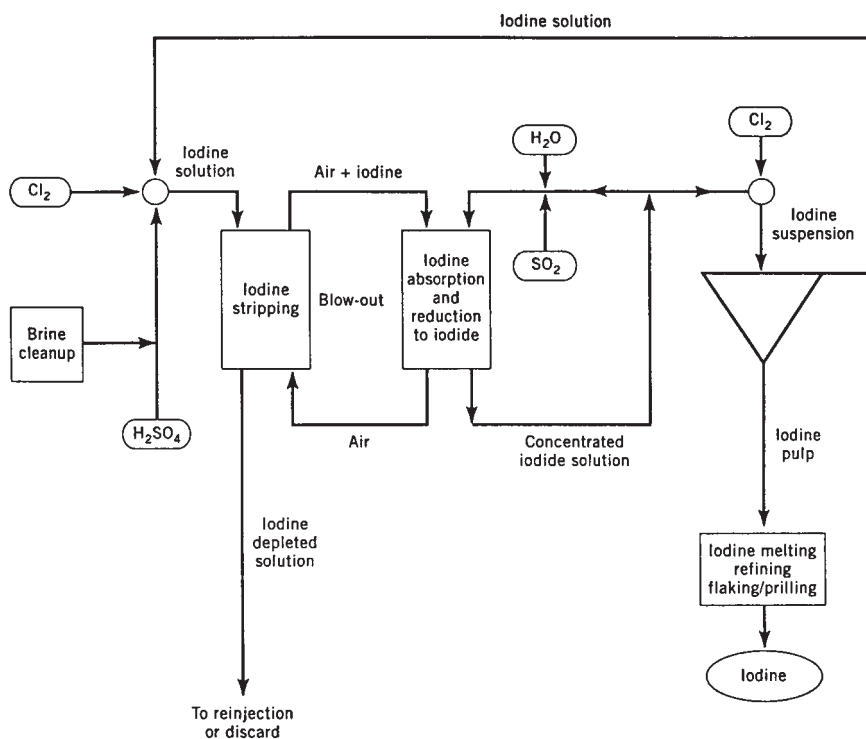 Iodine solution
Cl₂
H₂O
Iodine
solution
Air + iodine
Cl₂
Iodine
suspension
SO₂
Iodine
stripping
Blow-out
Iodine
absorption
and
reduction
to iodide
Brine
cleanup
H₂SO₄
Air
Concentrated
iodide solution
Iodine
pulp
Iodine
depleted
solution
Iodine melting
refining
flaking/prilling
Iodine
To reinjection
or discard